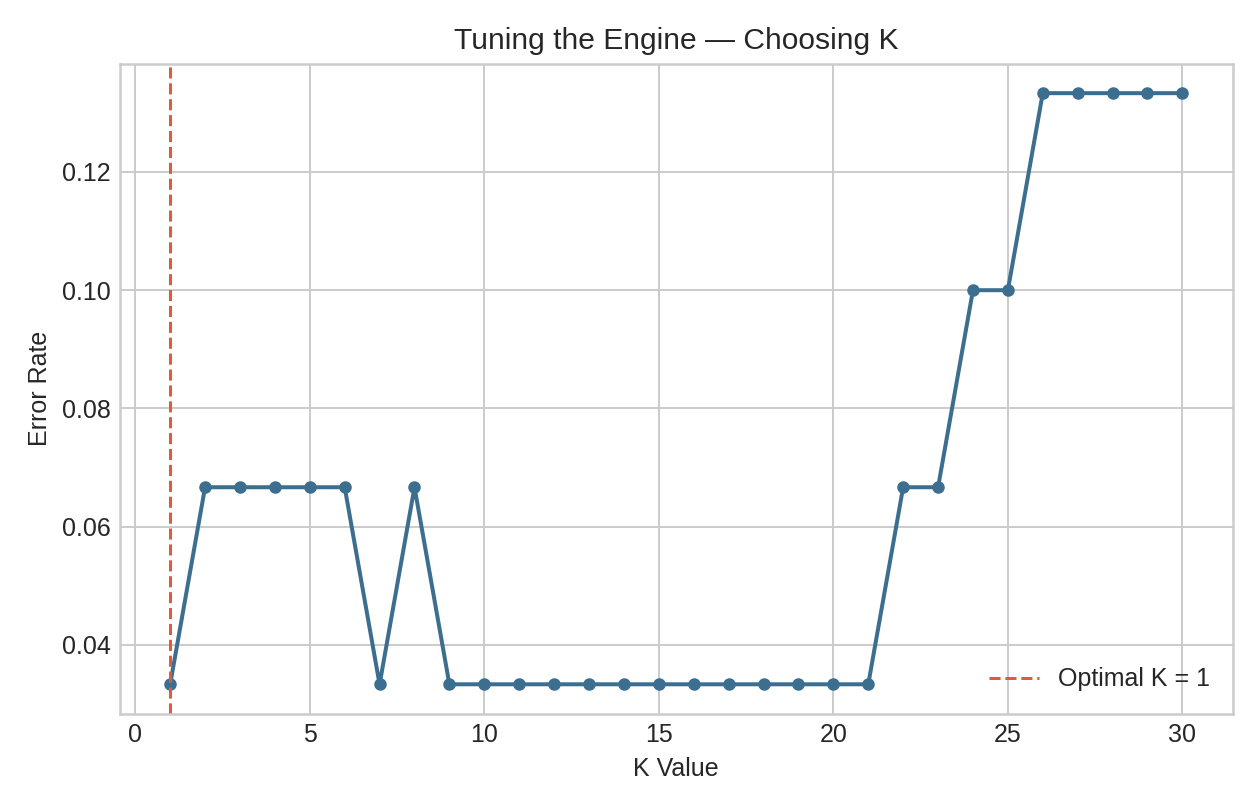 Tuning the Engine — Choosing K
Error Rate
0.12
0.10
0.08
0.06
0.04
Optimal K = 1
0 5 10 15 20 25 30
K Value